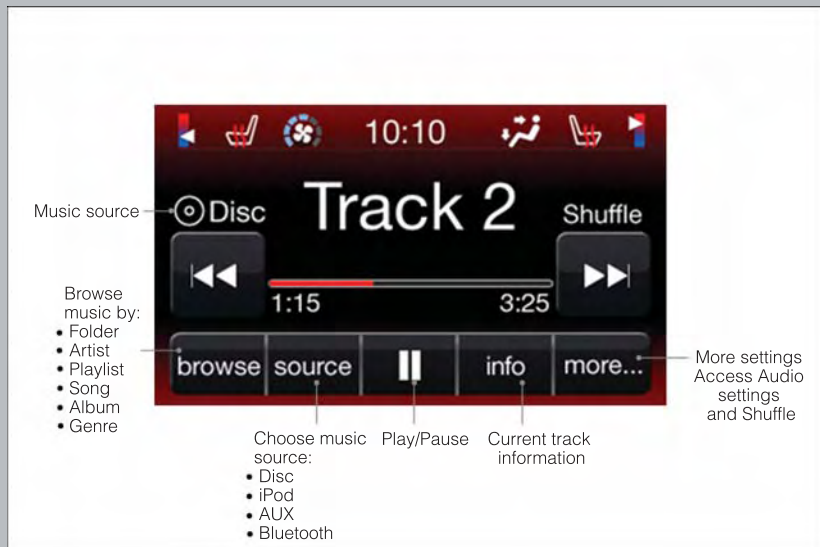 10:10
Music source
Disc
Track 2
Shuffle
1:15
3:25
Browse
music by:
• Folder
• Artist
• Playlist
• Song
• Album
• Genre
browse
source
info
more...
More settings
Access Audio
settings
and Shuffle
Choose music
source:
• Disc
• iPod
• AUX
• Bluetooth
Play/Pause
Current track
information